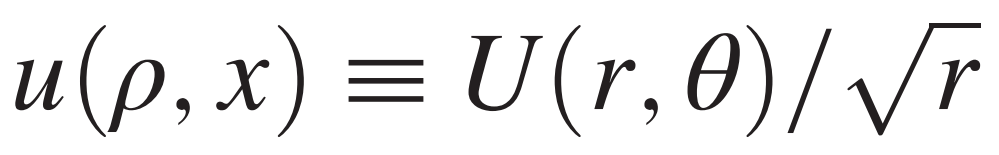 u(ρ, x) ≡ U(r, θ)/√r